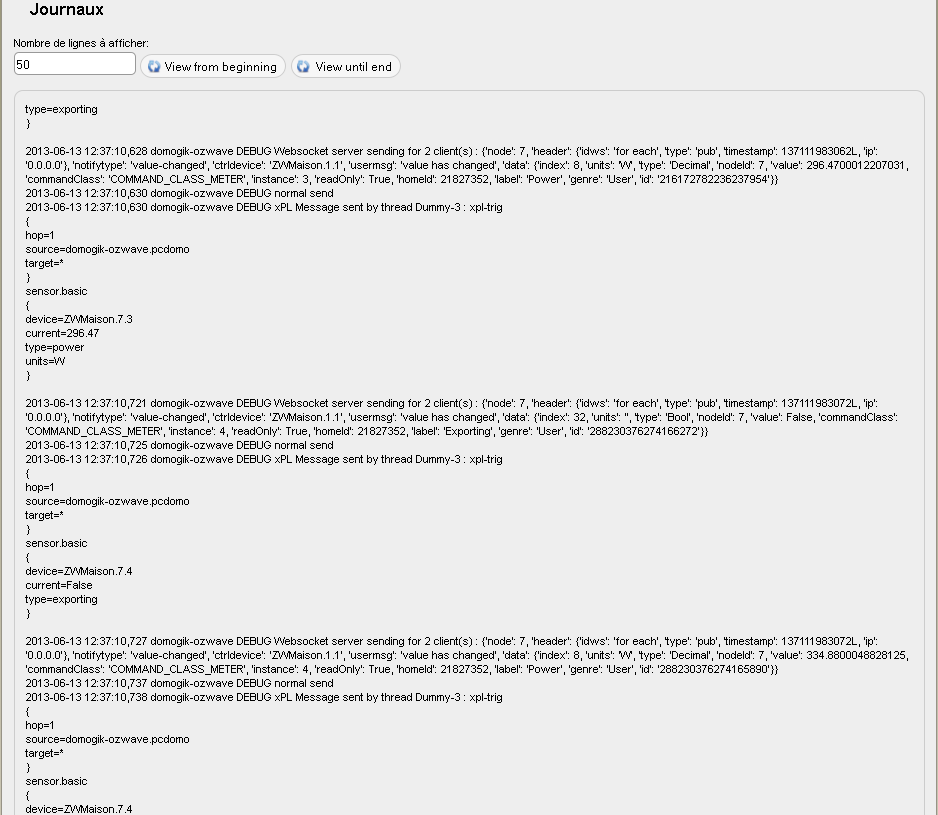 Journaux
Nombre de lignes à afficher:
50
View from beginning
View until end
type=exporting
}
2013-06-13 12:37:10,628 domogik-ozwave DEBUG Websocket server sending for 2 client(s) : {'node': 7, 'header': {'idws': 'for each', 'type': 'pub', 'timestamp': 137111983062L, 'ip':
'0.0.0.0'}, 'notifytype': 'value-changed', 'ctrldevice': 'ZWMaison.1.1', 'usermsg': 'value has changed', 'data': {'index': 8, 'units': 'W', 'type': 'Decimal', 'nodeId': 7, 'value': 296.4700012207031,
'commandClass': 'COMMAND_CLASS_METER', 'instance': 3, 'readOnly': True, 'homeId': 21827352, 'label': 'Power', 'genre': 'User', 'id': '216172782236237954'}}
2013-06-13 12:37:10,630 domogik-ozwave DEBUG normal send
2013-06-13 12:37:10,630 domogik-ozwave DEBUG xPL Message sent by thread Dummy-3 : xpl-trig
{
hop=1
source=domogik-ozwave.pcdomo
target=*
}
sensor.basic
{
device=ZWMaison.7.3
current=296.47
type=power
units=W
}
2013-06-13 12:37:10,721 domogik-ozwave DEBUG Websocket server sending for 2 client(s) : {'node': 7, 'header': {'idws': 'for each', 'type': 'pub', 'timestamp': 137111983072L, 'ip':
'0.0.0.0'}, 'notifytype': 'value-changed', 'ctrldevice': 'ZWMaison.1.1', 'usermsg': 'value has changed', 'data': {'index': 32, 'units': '', 'type': 'Bool', 'nodeId': 7, 'value': False, 'commandClass':
'COMMAND_CLASS_METER', 'instance': 4, 'readOnly': True, 'homeId': 21827352, 'label': 'Exporting', 'genre': 'User', 'id': '288230376274166272'}}
2013-06-13 12:37:10,725 domogik-ozwave DEBUG normal send
2013-06-13 12:37:10,726 domogik-ozwave DEBUG xPL Message sent by thread Dummy-3 : xpl-trig
{
hop=1
source=domogik-ozwave.pcdomo
target=*
}
sensor.basic
{
device=ZWMaison.7.4
current=False
type=exporting
}
2013-06-13 12:37:10,727 domogik-ozwave DEBUG Websocket server sending for 2 client(s) : {'node': 7, 'header': {'idws': 'for each', 'type': 'pub', 'timestamp': 137111983072L, 'ip':
'0.0.0.0'}, 'notifytype': 'value-changed', 'ctrldevice': 'ZWMaison.1.1', 'usermsg': 'value has changed', 'data': {'index': 8, 'units': 'W', 'type': 'Decimal', 'nodeId': 7, 'value': 334.8800048828125,
'commandClass': 'COMMAND_CLASS_METER', 'instance': 4, 'readOnly': True, 'homeId': 21827352, 'label': 'Power', 'genre': 'User', 'id': '288230376274165890'}}
2013-06-13 12:37:10,737 domogik-ozwave DEBUG normal send
2013-06-13 12:37:10,738 domogik-ozwave DEBUG xPL Message sent by thread Dummy-3 : xpl-trig
{
hop=1
source=domogik-ozwave.pcdomo
target=*
}
sensor.basic
{
device=ZWMaison.7.4